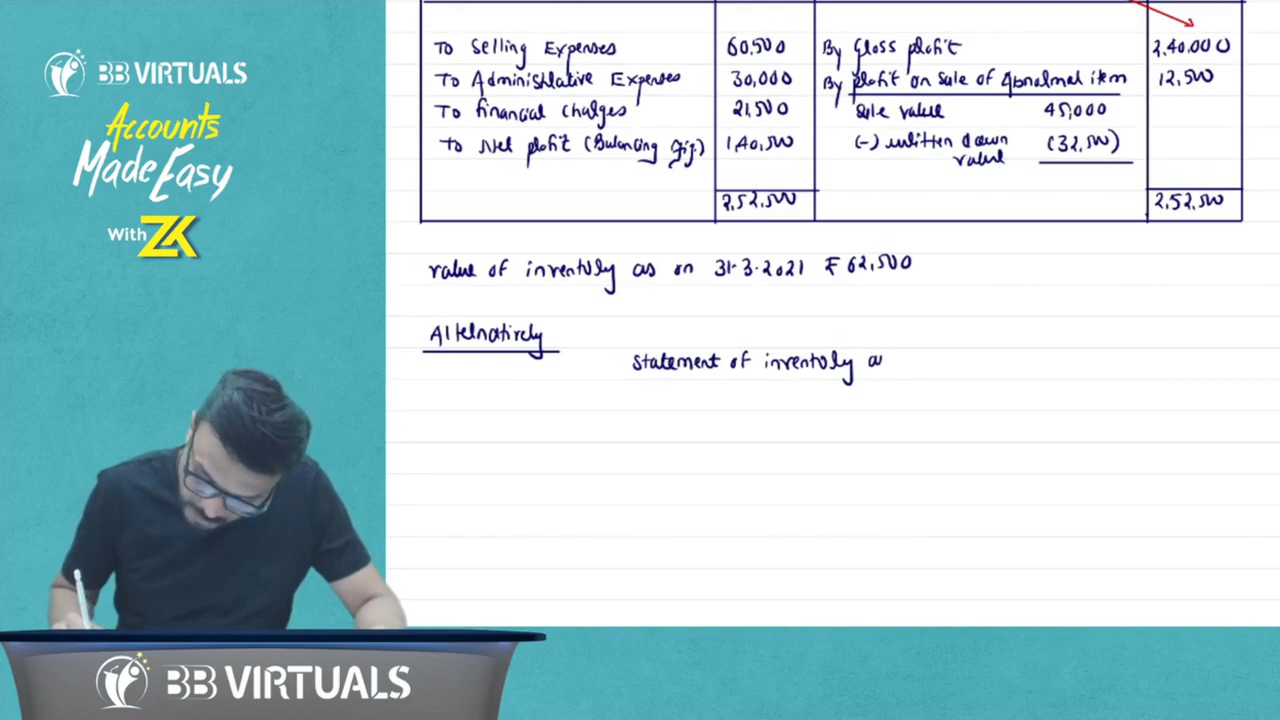 BB VIRTUALS
Accounts
Made Easy
With ZK
To Selling Expenses 60,500 By Gross profit 2,40,000
To Administrative Expenses 30,000 By profit on sale of Abnormal item 12,500
To financial charges 21,500 Sale value 45,000
To Net profit (Balancing fig.) 1,40,500 (-) written down value (32,500)
2,52,500 2,52,500
value of inventory as on 31.3.2021 ₹ 62,500
Alternatively
Statement of inventory a
BB VIRTUALS